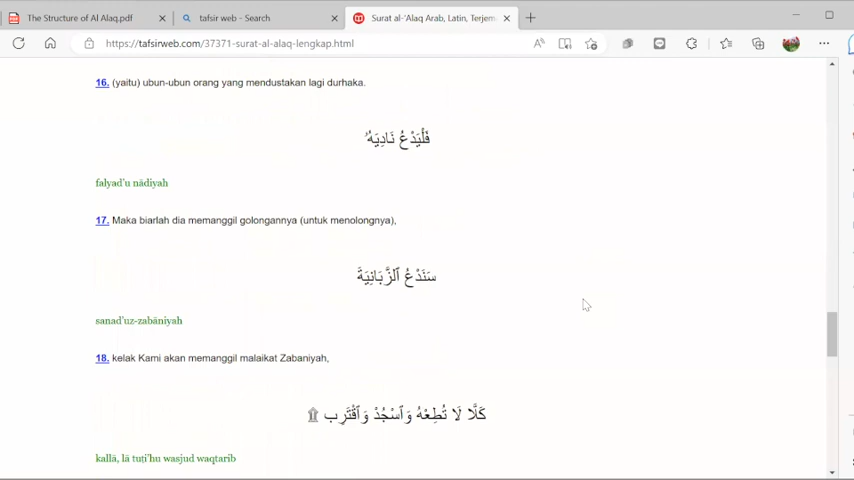 The Structure of Al Alaq.pdf
tafsir web - Search
Surat al-'Alaq Arab, Latin, Terjem
https://tafsirweb.com/37371-surat-al-alaq-lengkap.html
16. (yaitu) ubun-ubun orang yang mendustakan lagi durhaka.
فَلْيَدْعُ نَادِيَهُۥ
falyad'u nādiyah
17. Maka biarlah dia memanggil golongannya (untuk menolongnya),
سَنَدْعُ ٱلزَّبَانِيَةَ
sanad'uz-zabāniyah
18. kelak Kami akan memanggil malaikat Zabaniyah,
كَلَّا لَا تُطِعْهُ وَٱسْجُدْ وَٱقْتَرِب ۩
kallā, lā tuṭi'hu wasjud waqtarib